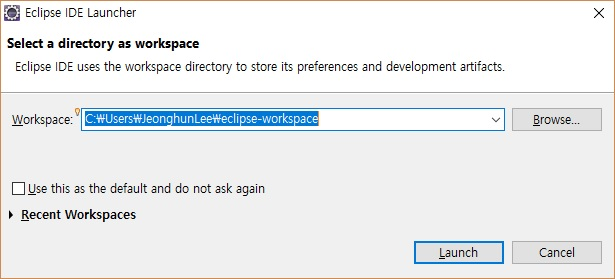 Eclipse IDE Launcher
Select a directory as workspace
Eclipse IDE uses the workspace directory to store its preferences and development artifacts.
Workspace: C:₩Users₩JeonghunLee₩eclipse-workspace Browse...
Use this as the default and do not ask again
Recent Workspaces
Launch Cancel